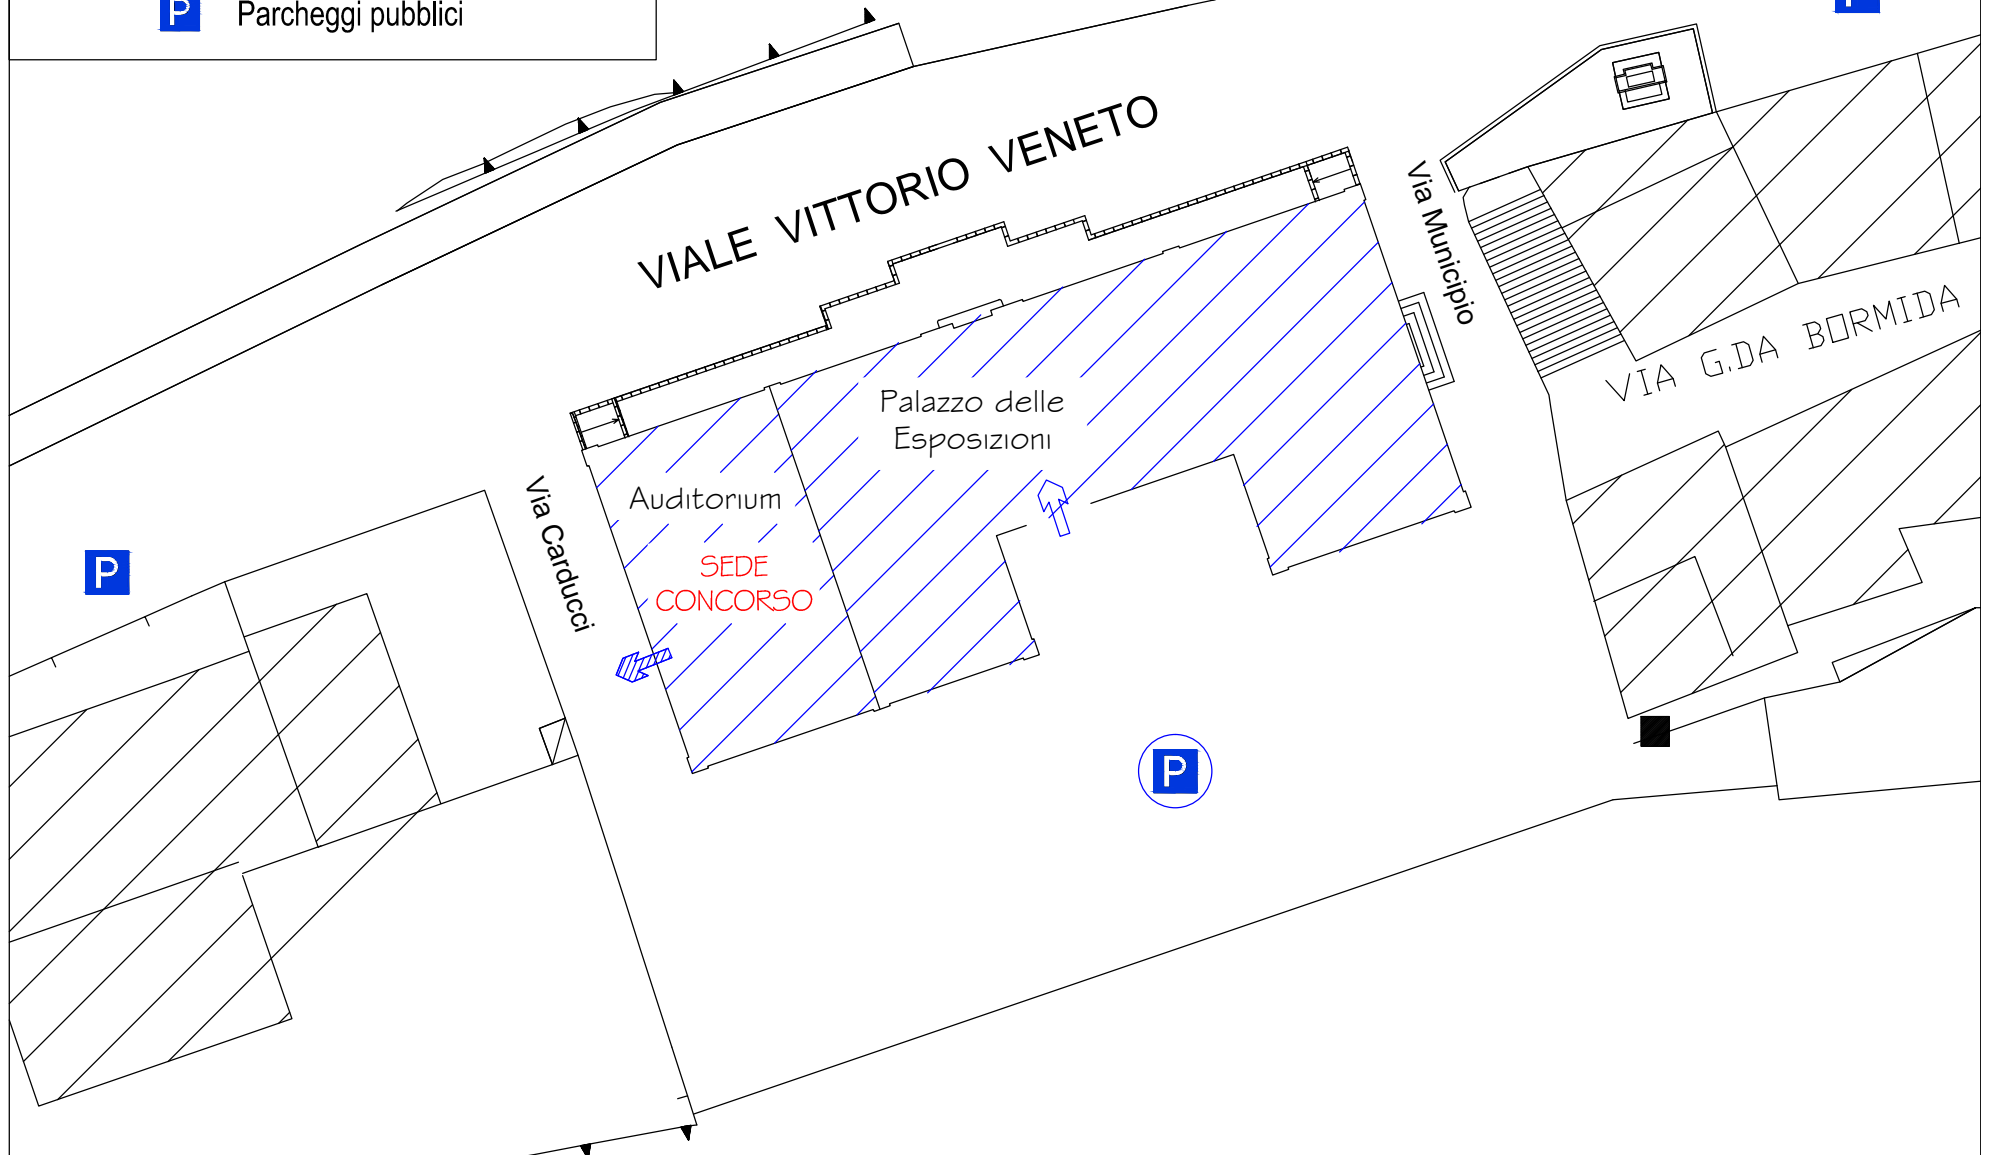 P Parcheggi pubblici
VIALE VITTORIO VENETO
Via Municipio
VIA G.DA BORMIDA
Palazzo delle
Esposizioni
Auditorium
SEDE
CONCORSO
Via Carducci
P
P